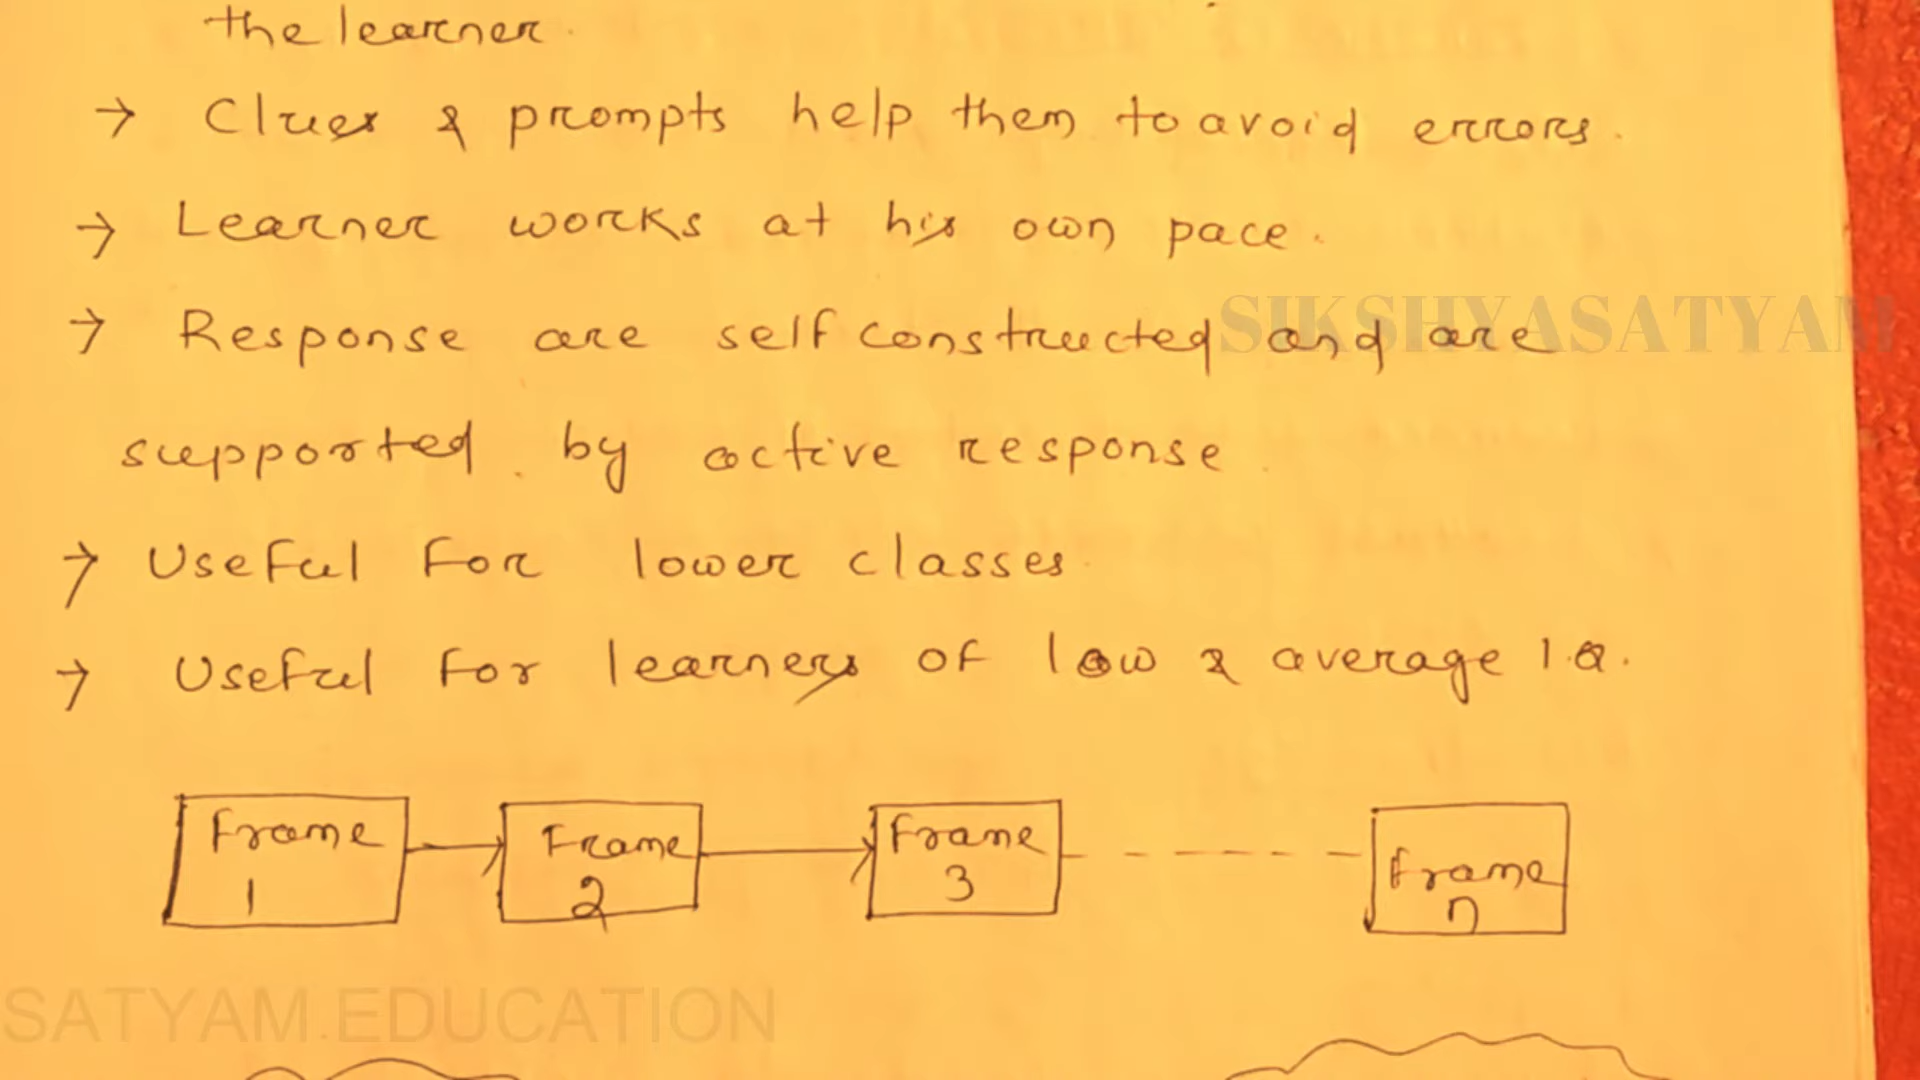 the learner.
→ Clues & prompts help them to avoid errors.
→ Learner works at his own pace.
→ Response are self constructed and are
SIKSHYASATYAM
supported by active response
→ Useful for lower classes
→ Useful for learners of low & average I.Q.
Frame 1 → Frame 2 → Frame 3 - - - - Frame n
SATYAM.EDUCATION